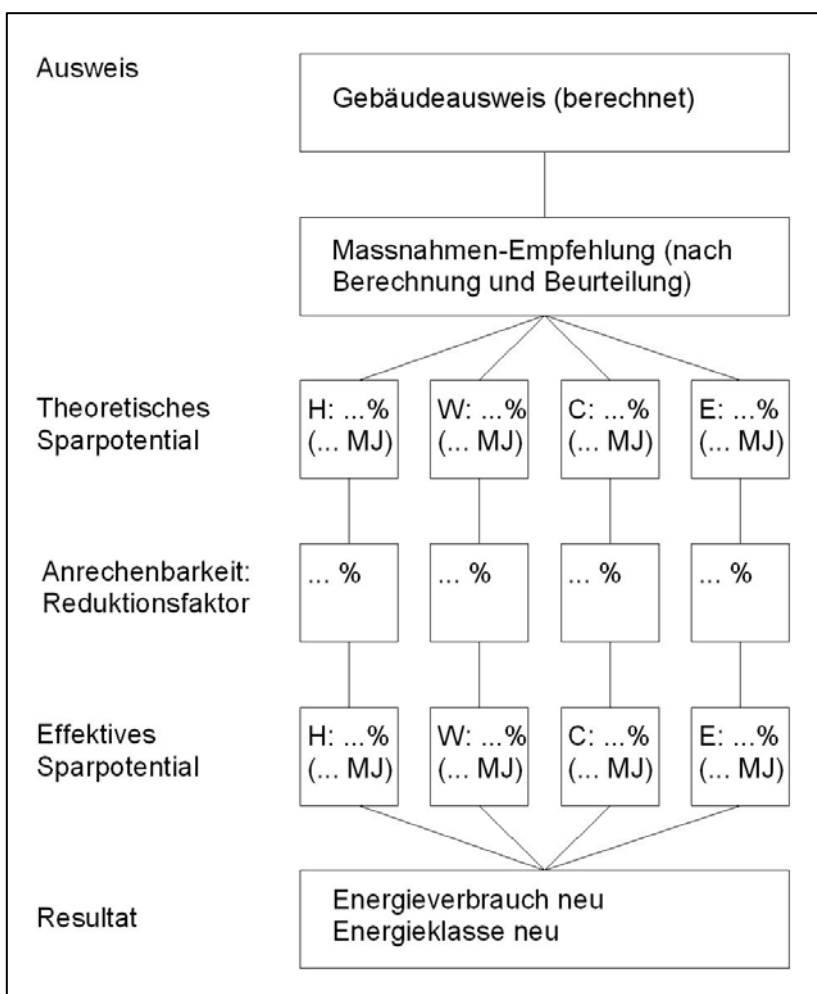 Ausweis
Gebäudeausweis (berechnet)
Massnahmen-Empfehlung (nach
Berechnung und Beurteilung)
Theoretisches
Sparpotential
H: ...%
(... MJ)
W: ...%
(... MJ)
C: ...%
(... MJ)
E: ...%
(... MJ)
Anrechenbarkeit:
Reduktionsfaktor
... %
... %
... %
... %
Effektives
Sparpotential
H: ...%
(... MJ)
W: ...%
(... MJ)
C: ...%
(... MJ)
E: ...%
(... MJ)
Resultat
Energieverbrauch neu
Energieklasse neu